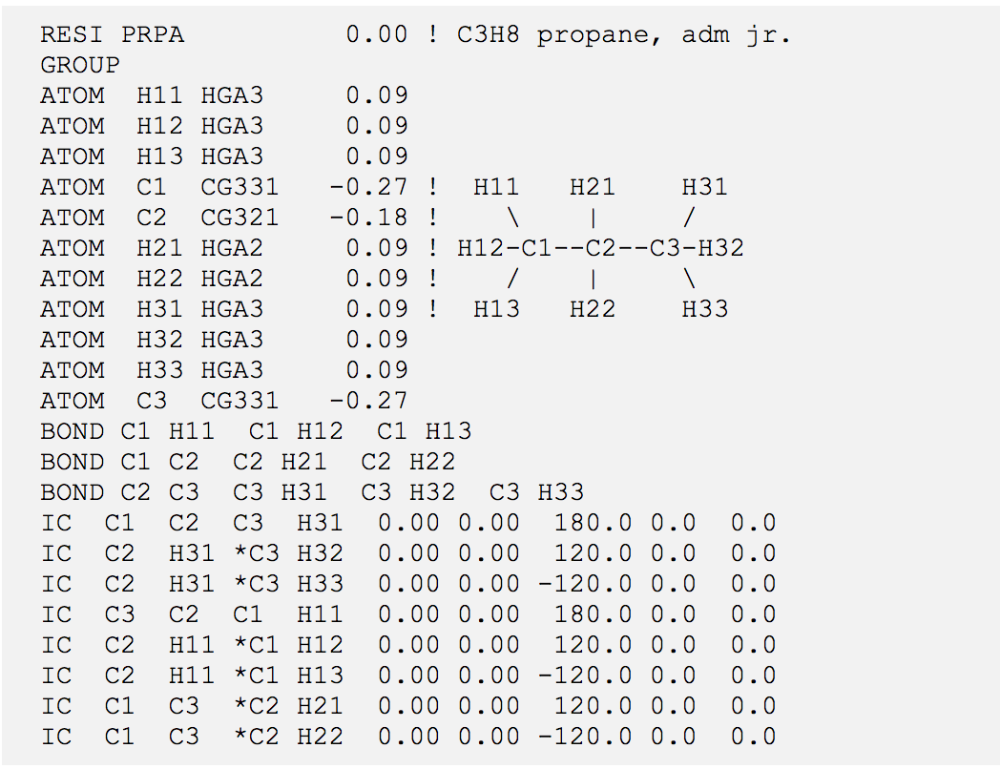 RESI PRPA          0.00 ! C3H8 propane, adm jr.
GROUP
ATOM  H11 HGA3     0.09
ATOM  H12 HGA3     0.09
ATOM  H13 HGA3     0.09
ATOM  C1  CG331   -0.27 !  H11   H21    H31
ATOM  C2  CG321   -0.18 !    \    |     /
ATOM  H21 HGA2     0.09 ! H12-C1--C2--C3-H32
ATOM  H22 HGA2     0.09 !    /    |     \
ATOM  H31 HGA3     0.09 !  H13   H22    H33
ATOM  H32 HGA3     0.09
ATOM  H33 HGA3     0.09
ATOM  C3  CG331   -0.27
BOND C1 H11  C1 H12  C1 H13
BOND C1 C2  C2 H21  C2 H22
BOND C2 C3  C3 H31  C3 H32  C3 H33
IC  C1  C2  C3  H31  0.00 0.00  180.0 0.0  0.0
IC  C2  H31 *C3 H32  0.00 0.00  120.0 0.0  0.0
IC  C2  H31 *C3 H33  0.00 0.00 -120.0 0.0  0.0
IC  C3  C2  C1  H11  0.00 0.00  180.0 0.0  0.0
IC  C2  H11 *C1 H12  0.00 0.00  120.0 0.0  0.0
IC  C2  H11 *C1 H13  0.00 0.00 -120.0 0.0  0.0
IC  C1  C3  *C2 H21  0.00 0.00  120.0 0.0  0.0
IC  C1  C3  *C2 H22  0.00 0.00 -120.0 0.0  0.0